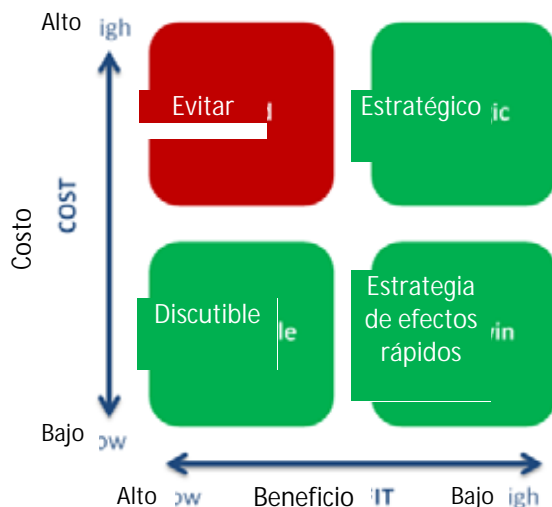 Alto igh
Evitar d
Estratégico ic
Costo
COST
Discutible le
Estrategia
de efectos
rápidos vin
Bajo ow
Alto ow Beneficio FIT Bajo igh